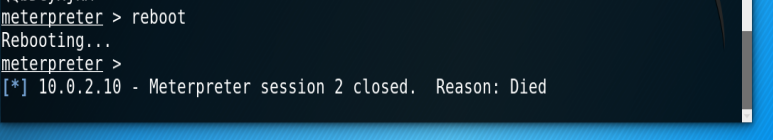 meterpreter > reboot
Rebooting...
meterpreter >
[*] 10.0.2.10 - Meterpreter session 2 closed.  Reason: Died